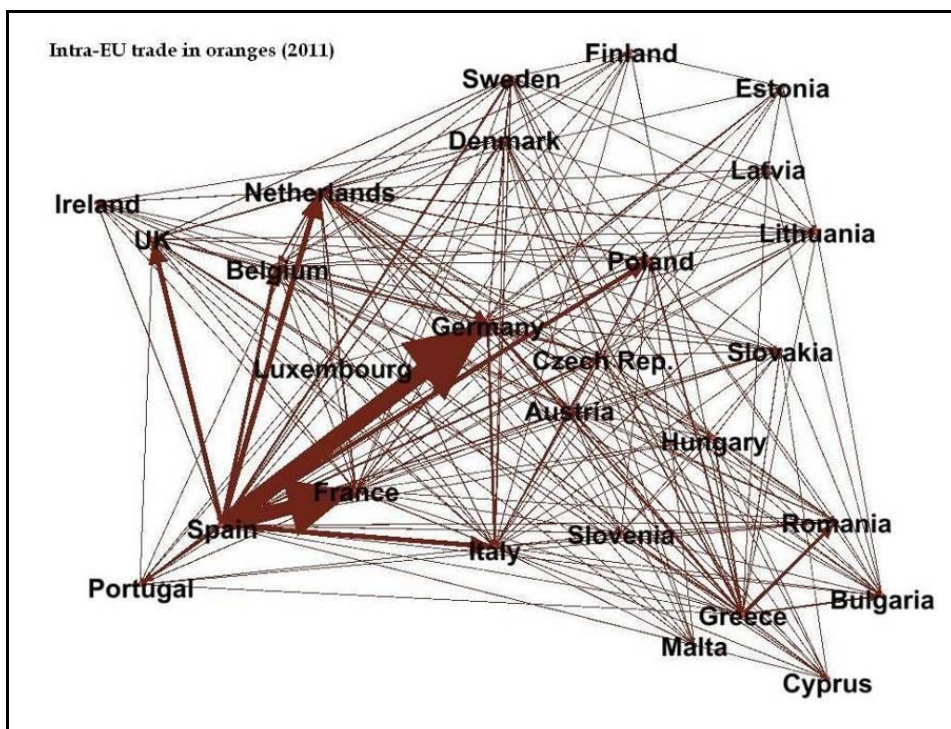 Intra-EU trade in oranges (2011)
Finland
Sweden
Estonia
Denmark
Latvia
Netherlands
Ireland
Lithuania
UK
Poland
Belgium
Germany
Slovakia
Czech Rep.
Luxembourg
Austria
Hungary
France
Romania
Spain
Slovenia
Italy
Portugal
Bulgaria
Greece
Malta
Cyprus